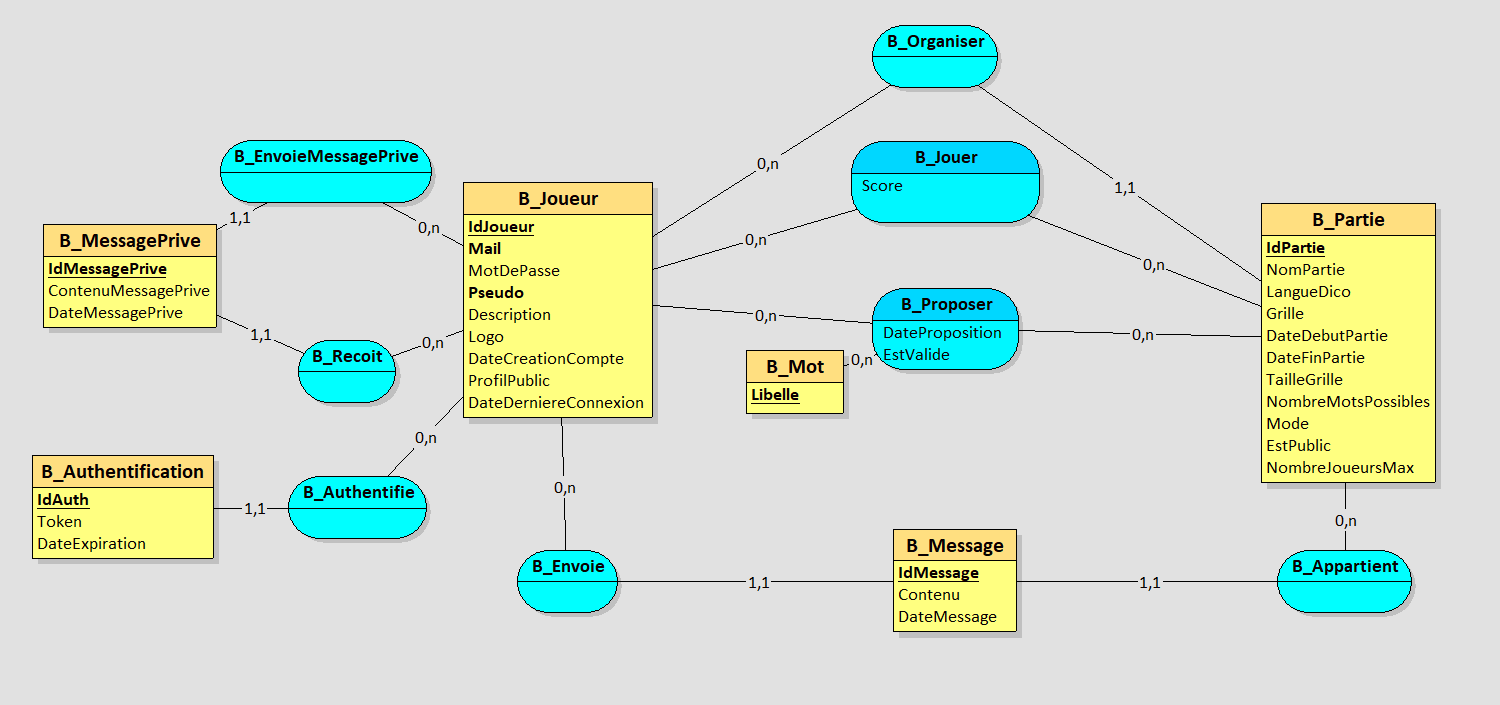 B_Organiser
0,n
1,1
B_Jouer
Score
0,n
0,n
B_EnvoieMessagePrive
1,1
0,n
B_MessagePrive
IdMessagePrive
ContenuMessagePrive
DateMessagePrive
1,1
B_Recoit
0,n
B_Joueur
IdJoueur
Mail
MotDePasse
Pseudo
Description
Logo
DateCreationCompte
ProfilPublic
DateDerniereConnexion
B_Proposer
DateProposition
EstValide
0,n
0,n
0,n
B_Mot
Libelle
B_Partie
IdPartie
NomPartie
LangueDico
Grille
DateDebutPartie
DateFinPartie
TailleGrille
NombreMotsPossibles
Mode
EstPublic
NombreJoueursMax
B_Authentification
IdAuth
Token
DateExpiration
1,1
B_Authentifie
0,n
0,n
B_Envoie
1,1
B_Message
IdMessage
Contenu
DateMessage
1,1
B_Appartient
0,n